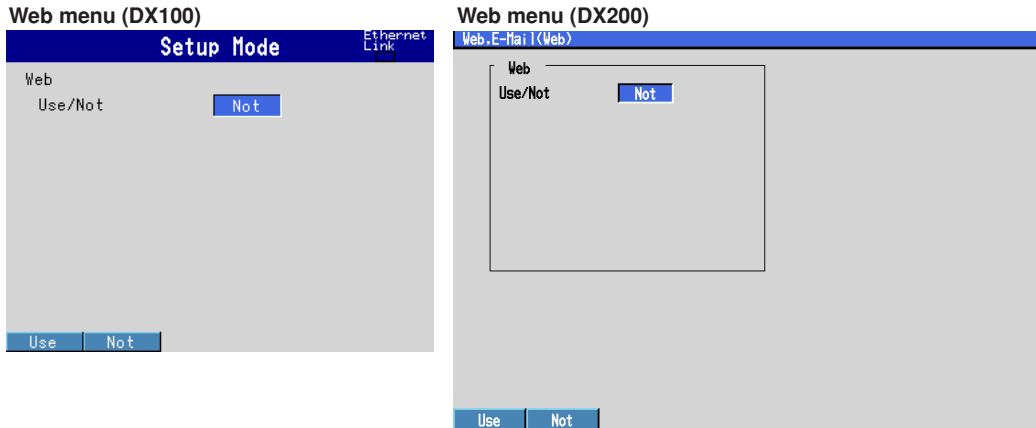 Web menu (DX100)
Setup Mode
Ethernet
Link
Web
Use/Not Not
Use Not
Web menu (DX200)
Web,E-Mail(Web)
Web
Use/Not Not
Use Not